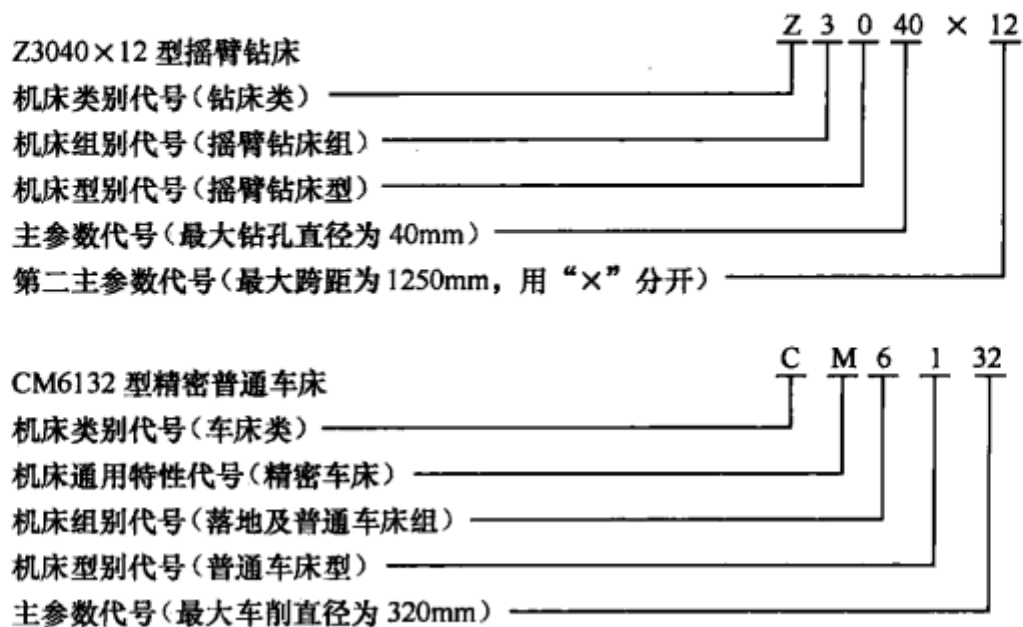 Z 3 0 40 × 12
Z3040×12 型摇臂钻床
机床类别代号(钻床类)
机床组别代号(摇臂钻床组)
机床型别代号(摇臂钻床型)
主参数代号(最大钻孔直径为 40mm)
第二主参数代号(最大跨距为 1250mm，用“×”分开)
C M 6 1 32
CM6132 型精密普通车床
机床类别代号(车床类)
机床通用特性代号(精密车床)
机床组别代号(落地及普通车床组)
机床型别代号(普通车床型)
主参数代号(最大车削直径为 320mm)